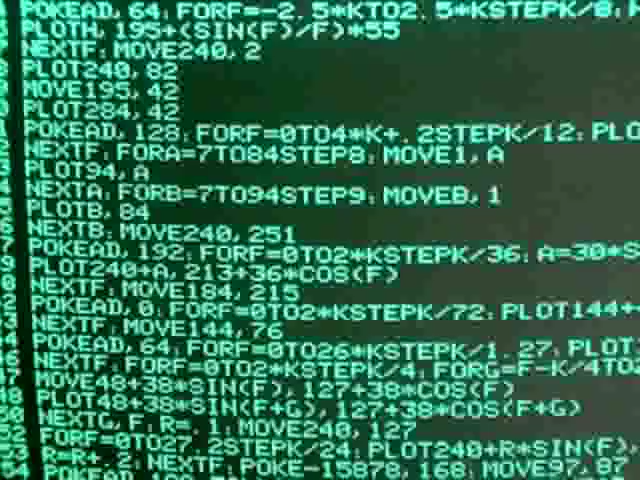 POKEAD,64:FORF=-2.5*KTO2.5*KSTEPK/8:
PLOTH,195+(SIN(F)/F)*55
NEXTF:MOVE240,2
PLOT240,82
MOVE195,42
PLOT284,42
POKEAD,128:FORF=0TO4*K+.2STEPK/12:PLO
NEXTF:FORA=7TO84STEP8:MOVE1,A
PLOT94,A
NEXTA:FORB=7TO94STEP9:MOVEB,1
PLOTB,84
NEXTB:MOVE240,251
POKEAD,192:FORF=0TO2*KSTEPK/36:A=30*S
PLOT240+A,213+36*COS(F)
NEXTF:MOVE184,215
POKEAD,0:FORF=0TO2*KSTEPK/72:PLOT144+
NEXTF:MOVE144,76
POKEAD,64:FORF=0TO26*KSTEPK/1.27:PLOT
NEXTF:FORF=0TO2*KSTEPK/4:FORG=F-K/4TO2
MOVE48+38*SIN(F),127+38*COS(F)
PLOT48+38*SIN(F+G),127+38*COS(F+G)
NEXTG,F:R=.1:MOVE240,127
FORF=0TO27.2STEPK/24:PLOT240+R*SIN(F),
R=R+.2:NEXTF:POKE-15878,168:MOVE97,87